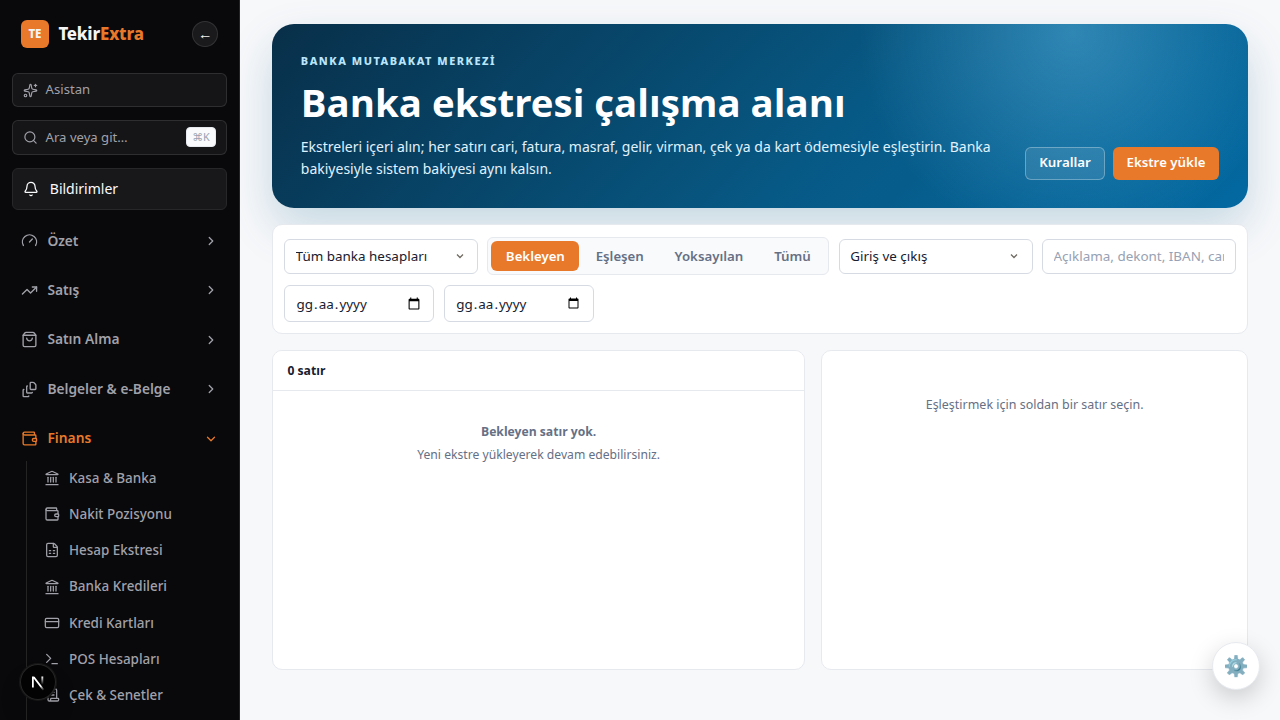 TE TekirExtra ←
Asistan
Ara veya git... ⌘K
Bildirimler
Özet
Satış
Satın Alma
Belgeler & e-Belge
Finans
Kasa & Banka
Nakit Pozisyonu
Hesap Ekstresi
Banka Kredileri
Kredi Kartları
POS Hesapları
Çek & Senetler
N
BANKA MUTABAKAT MERKEZİ
Banka ekstresi çalışma alanı
Ekstreleri içeri alın; her satırı cari, fatura, masraf, gelir, virman, çek ya da kart ödemesiyle eşleştirin. Banka
bakiyesiyle sistem bakiyesi aynı kalsın.
Kurallar Ekstre yükle
Tüm banka hesapları Bekleyen Eşleşen Yoksayılan Tümü Giriş ve çıkış Açıklama, dekont, IBAN, car
gg.aa.yyyy gg.aa.yyyy
0 satır
Bekleyen satır yok.
Yeni ekstre yükleyerek devam edebilirsiniz.
Eşleştirmek için soldan bir satır seçin.